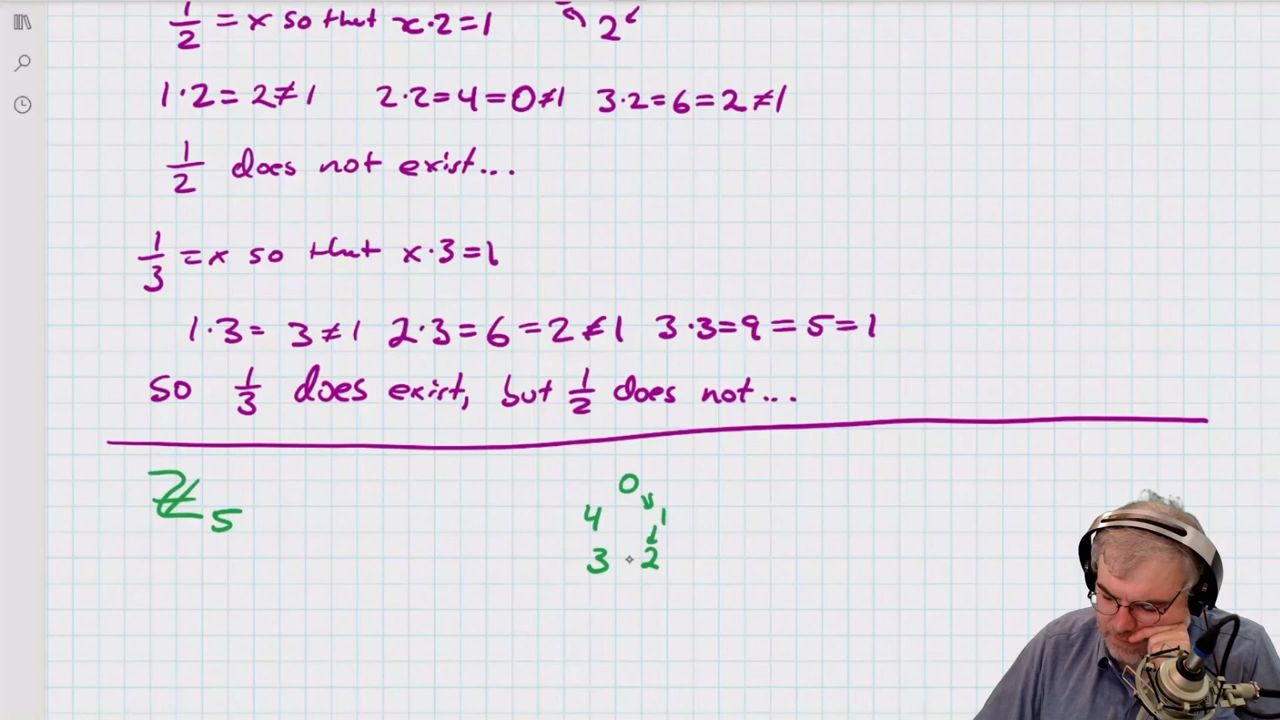 1/2 = x so that x·2=1 2
1·2=2≠1 2·2=4=0≠1 3·2=6=2≠1
1/2 does not exist...
1/3 = x so that x·3=1
1·3= 3≠1 2·3=6=2≠1 3·3=9=5=1
So 1/3 does exist, but 1/2 does not...
ℤ5
0
4 1
3 2